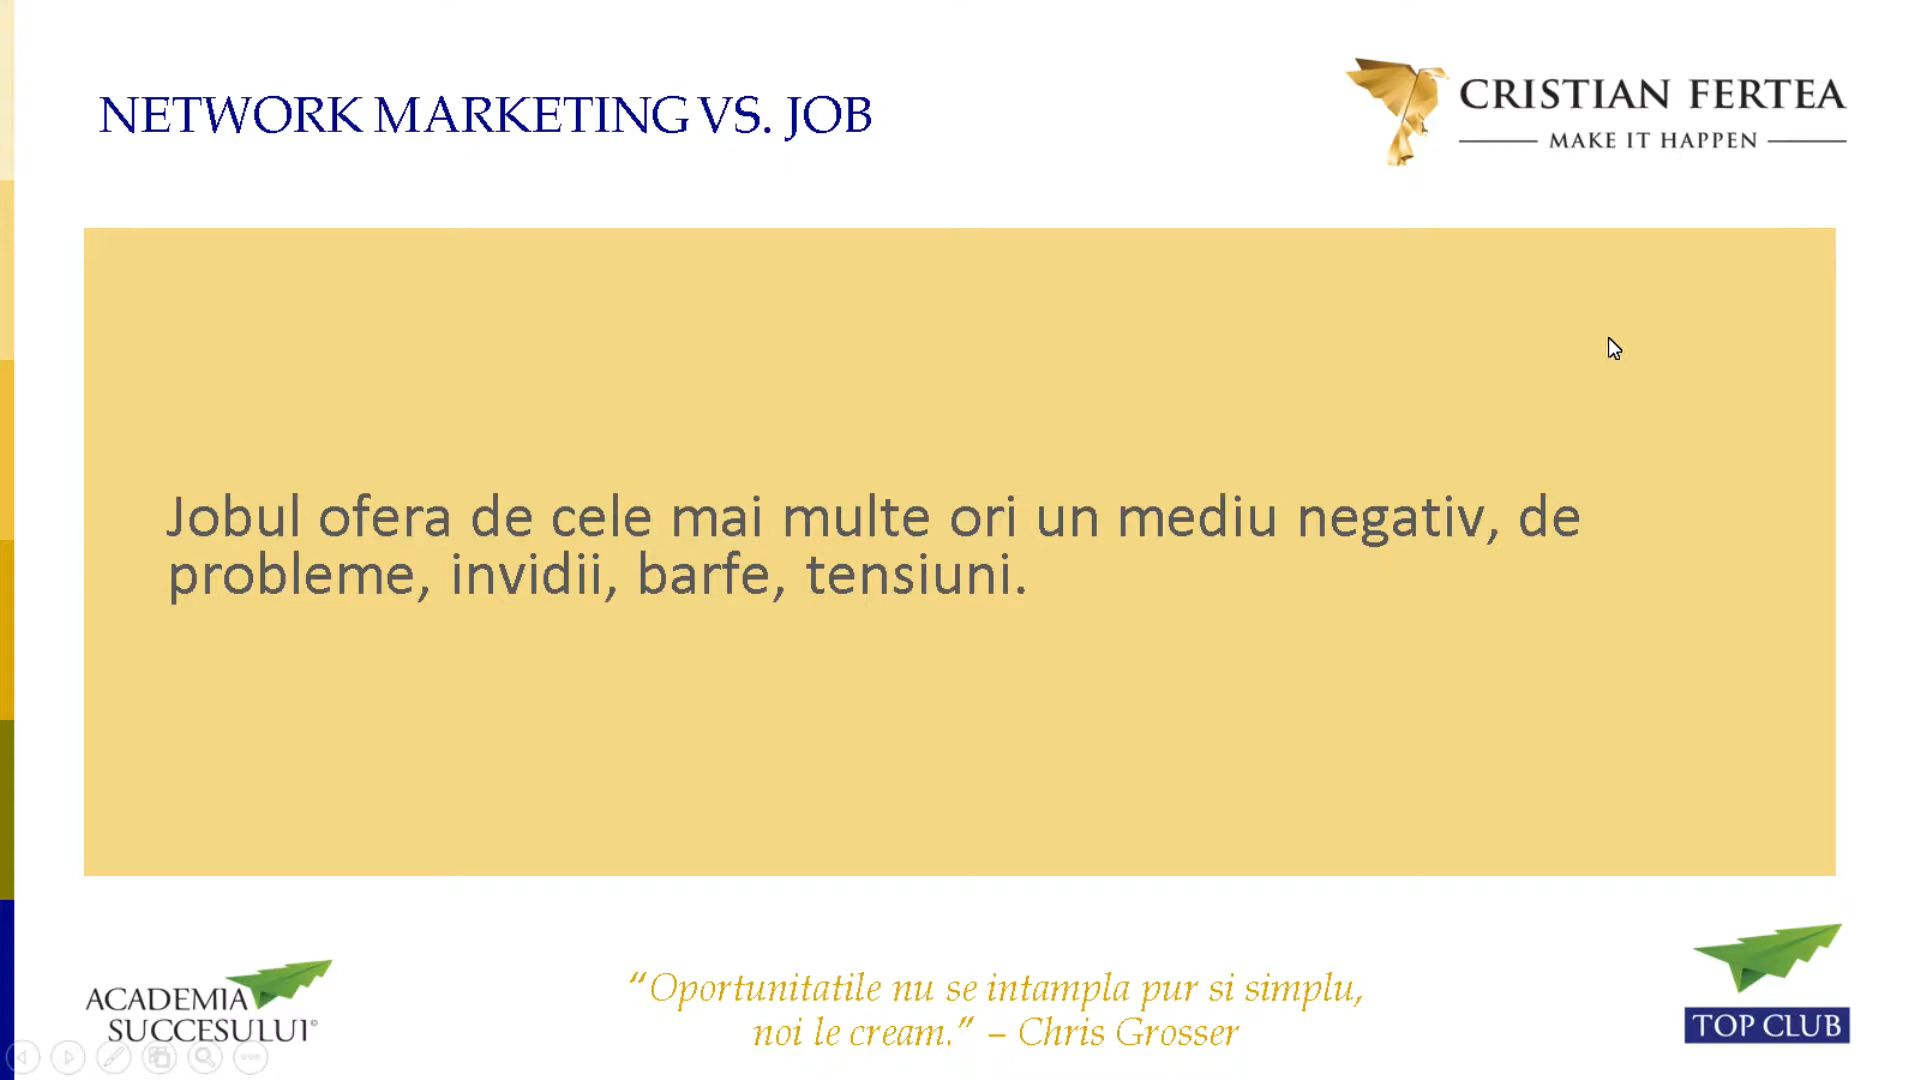 NETWORK MARKETING VS. JOB
CRISTIAN FERTEA
MAKE IT HAPPEN
Jobul ofera de cele mai multe ori un mediu negativ, de
probleme, invidii, barfe, tensiuni.
ACADEMIA
SUCCESULUI©
“Oportunitatile nu se intampla pur si simplu,
noi le cream.” – Chris Grosser
TOP CLUB